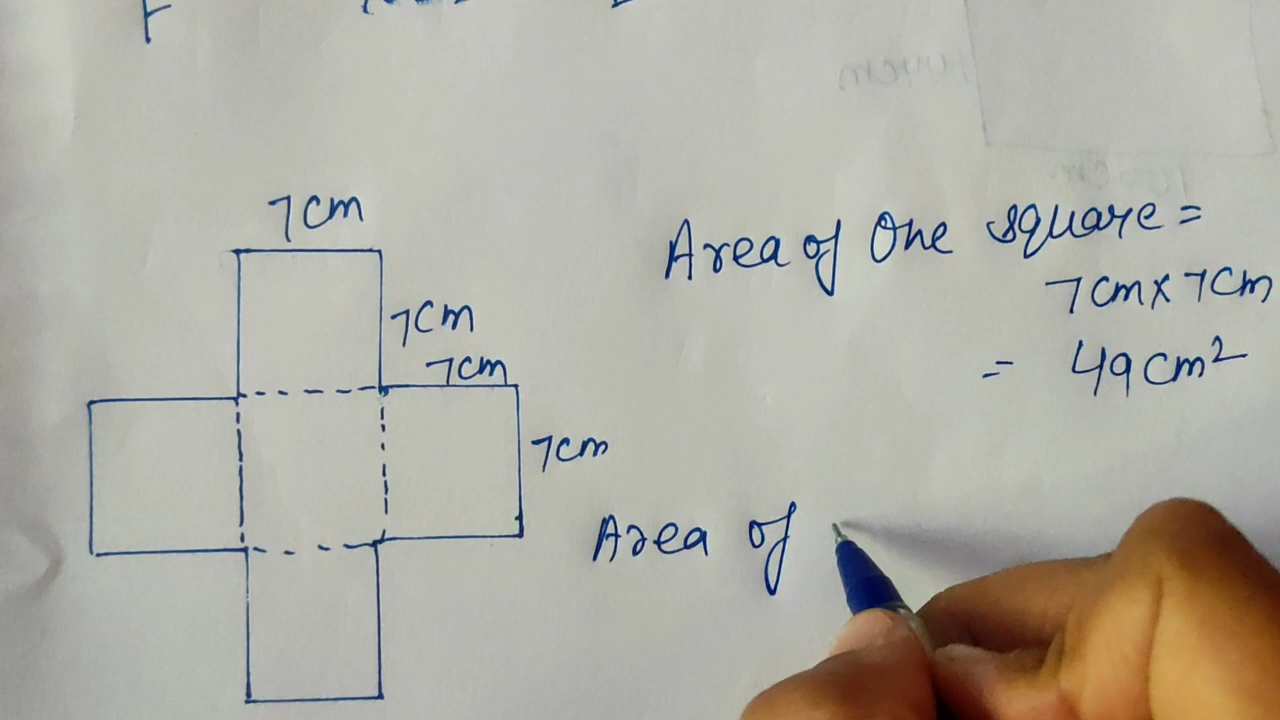 7cm
7cm
7cm
7cm
Area of One square =
7cm x 7cm
= 49cm²
Area of